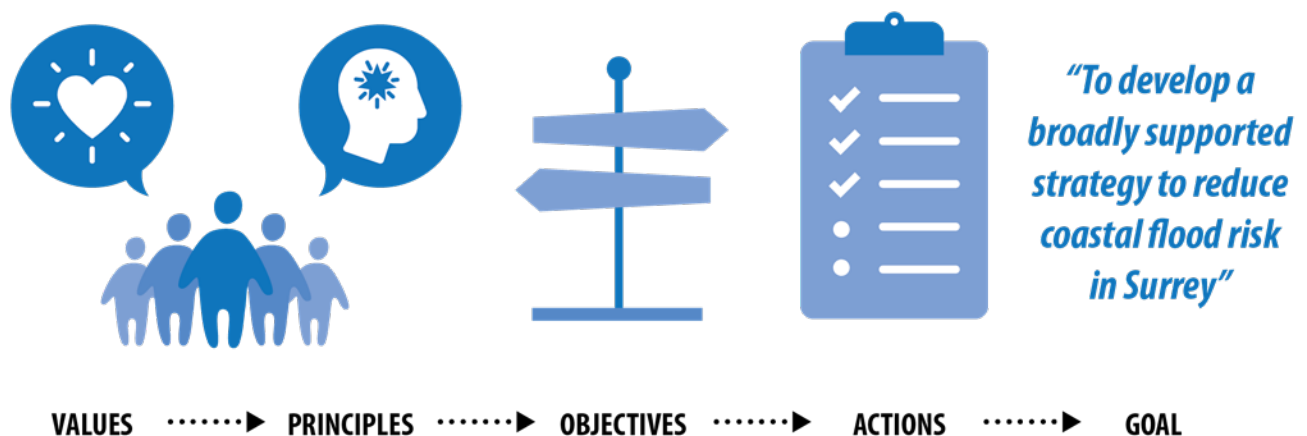 “To develop a
broadly supported
strategy to reduce
coastal flood risk
in Surrey”
VALUES PRINCIPLES OBJECTIVES ACTIONS GOAL